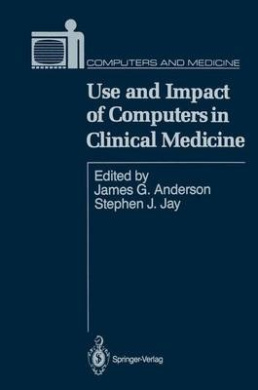 COMPUTERS AND MEDICINE
Use and Impact
of Computers in
Clinical Medicine
Edited by
James G. Anderson
Stephen J. Jay
Springer-Verlag